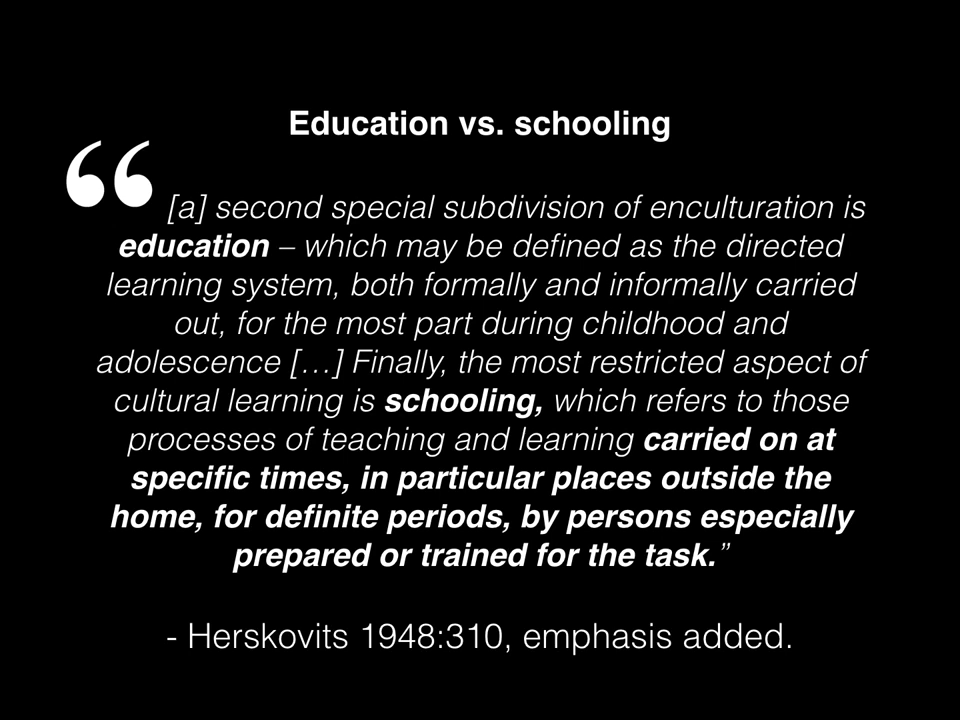 Education vs. schooling
“
[a] second special subdivision of enculturation is
education – which may be defined as the directed
learning system, both formally and informally carried
out, for the most part during childhood and
adolescence […] Finally, the most restricted aspect of
cultural learning is schooling, which refers to those
processes of teaching and learning carried on at
specific times, in particular places outside the
home, for definite periods, by persons especially
prepared or trained for the task.”
- Herskovits 1948:310, emphasis added.